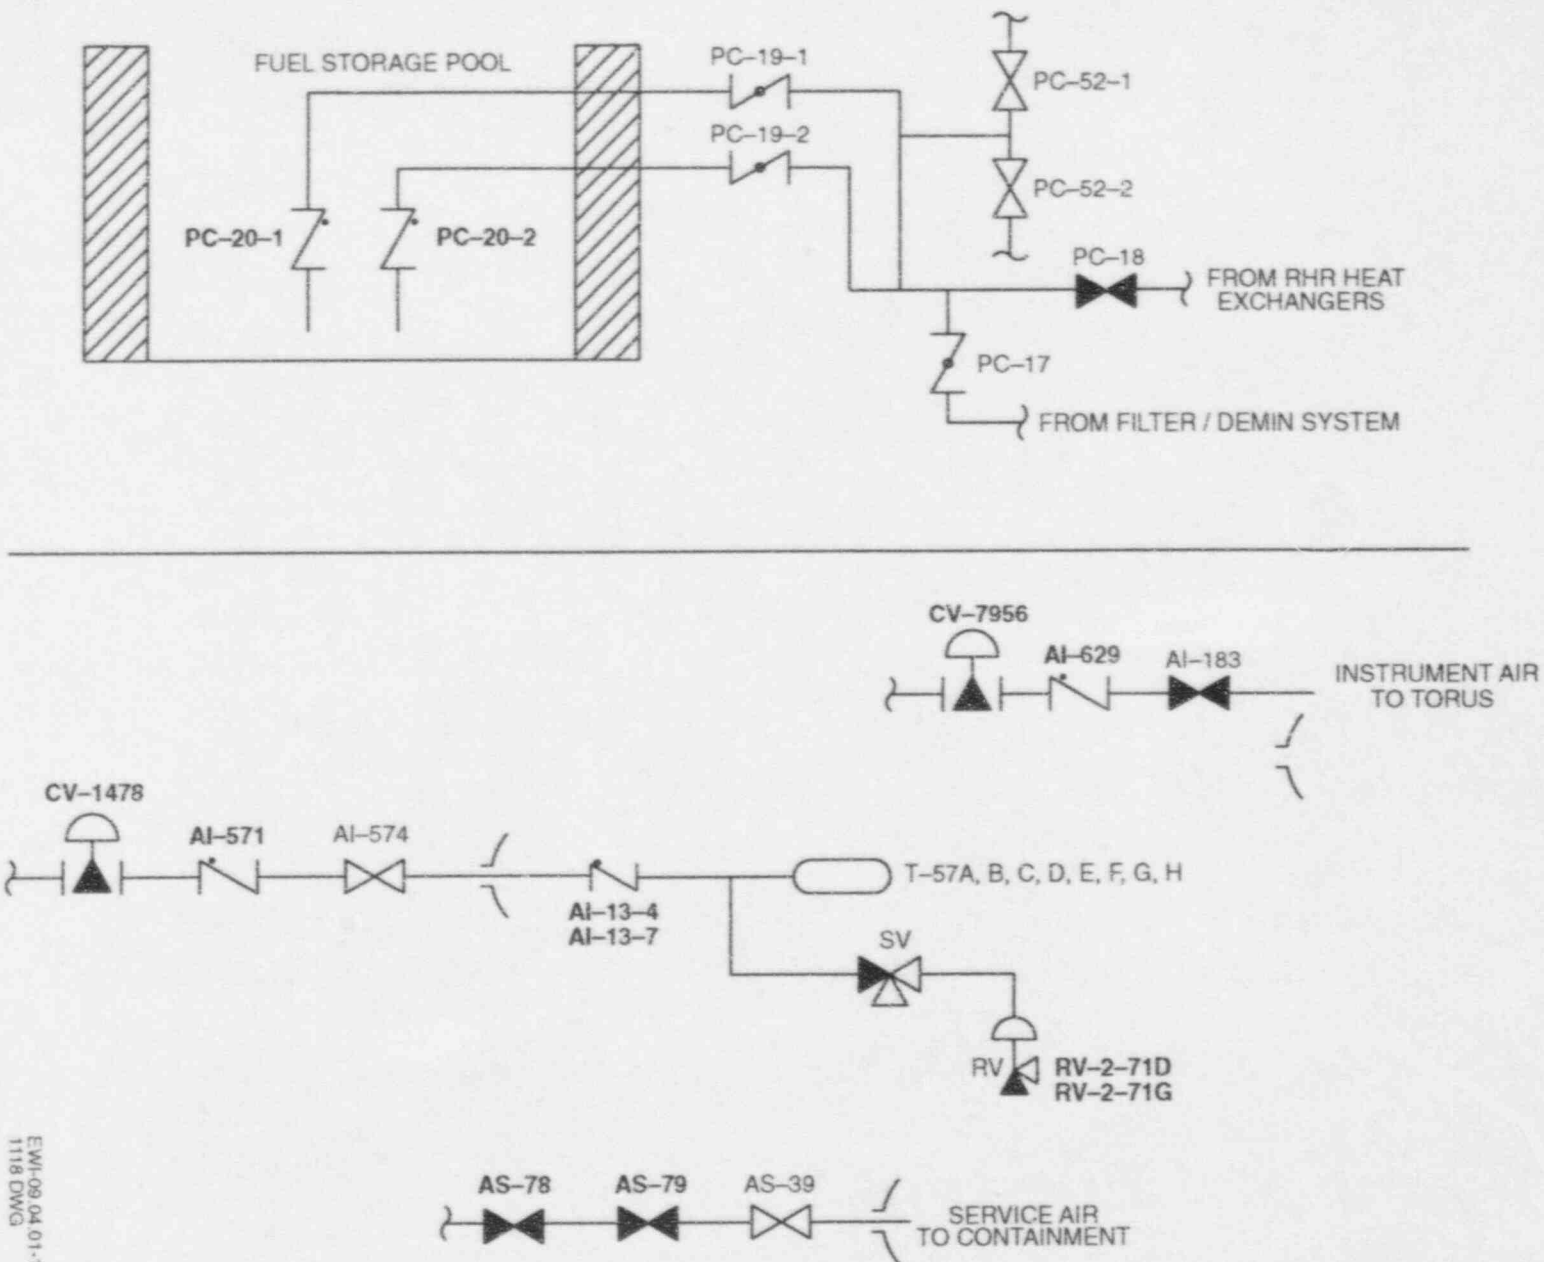 FUEL STORAGE POOL
PC-19-1
PC-19-2
PC-52-1
PC-52-2
PC-20-1
PC-20-2
PC-18
FROM RHR HEAT
EXCHANGERS
PC-17
FROM FILTER / DEMIN SYSTEM
CV-7956
AI-629
AI-183
INSTRUMENT AIR
TO TORUS
CV-1478
AI-571
AI-574
AI-13-4
AI-13-7
T-57A, B, C, D, E, F, G, H
SV
RV
RV-2-71D
RV-2-71G
AS-78
AS-79
AS-39
SERVICE AIR
TO CONTAINMENT
EWI-09.04.01-
1118 DWG